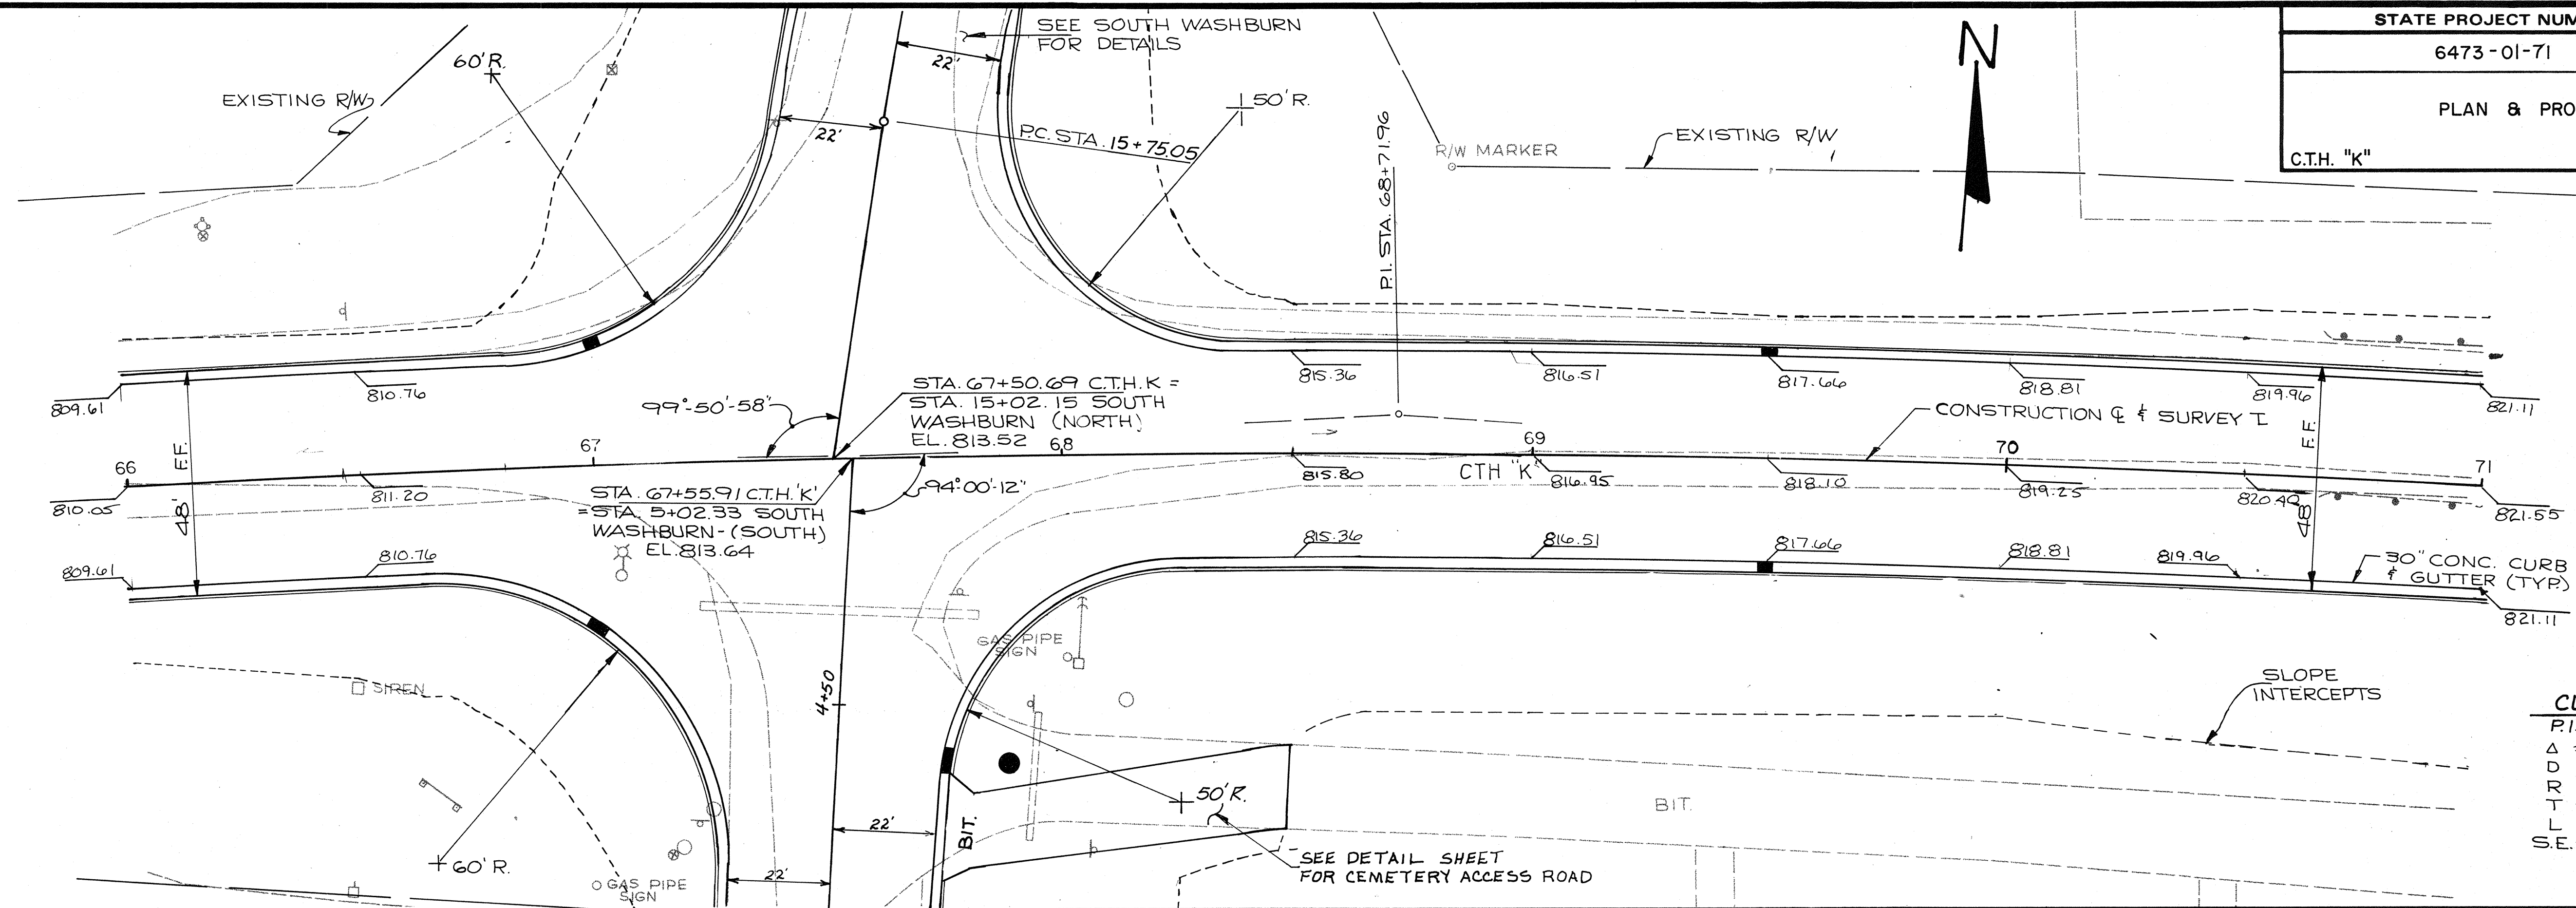 SEE SOUTH WASHBURN
FOR DETAILS
STATE PROJECT NUM
6473-01-71
PLAN & PRO
C.T.H. "K"
N
60'R.
EXISTING R/W
22'
22'
P.C. STA. 15+75.05
50'R.
P.I. STA. 68+71.96
R/W MARKER
EXISTING R/W
809.61
810.76
99°-50'-58"
STA. 67+50.69 C.T.H. K =
STA. 15+02.15 SOUTH
WASHBURN (NORTH)
EL. 813.52
815.36
816.51
817.66
818.81
819.96
821.11
CONSTRUCTION ℄ & SURVEY
48' F.F.
66
67
68
69
70
71
810.05
811.20
815.80
CTH "K"
816.95
818.10
819.25
820.40
821.55
48' F.F.
STA. 67+55.91 C.T.H. 'K'
= STA. 5+02.33 SOUTH
WASHBURN-(SOUTH)
EL. 813.64
94°00'-12"
809.61
810.76
815.36
816.51
817.66
818.81
819.96
821.11
30" CONC. CURB
& GUTTER (TYP.)
GAS PIPE
SIGN
SIREN
4+50
SLOPE
INTERCEPTS
P.I.
Δ
D
R
T
L
S.E.
50'R.
BIT.
BIT.
22'
22'
60'R.
GAS PIPE
SIGN
SEE DETAIL SHEET
FOR CEMETERY ACCESS ROAD